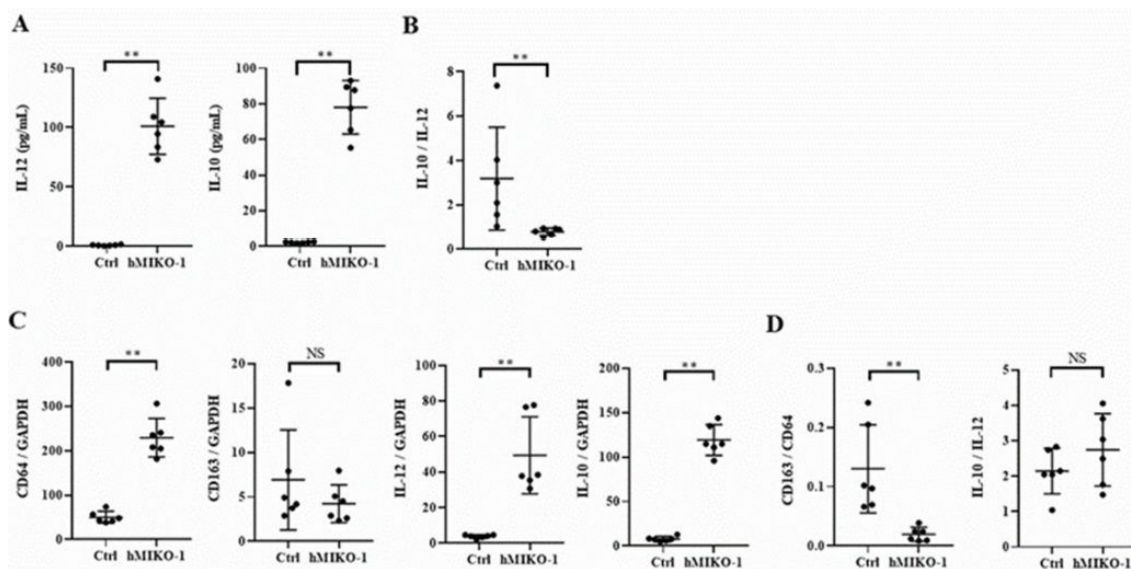 A
IL-12 (pg/mL)
150
100
50
0
**
Ctrl hMIKO-1
IL-10 (pg/mL)
100
80
60
40
20
0
**
Ctrl hMIKO-1
B
IL-10 / IL-12
8
6
4
2
0
**
Ctrl hMIKO-1
C
CD64 / GAPDH
400
300
200
100
0
**
Ctrl hMIKO-1
CD163 / GAPDH
20
15
10
5
0
NS
Ctrl hMIKO-1
IL-12 / GAPDH
100
80
60
40
20
0
**
Ctrl hMIKO-1
IL-10 / GAPDH
200
150
100
50
0
**
Ctrl hMIKO-1
D
CD163 / CD64
0.3
0.2
0.1
0.0
**
Ctrl hMIKO-1
IL-10 / IL-12
5
4
3
2
1
0
NS
Ctrl hMIKO-1